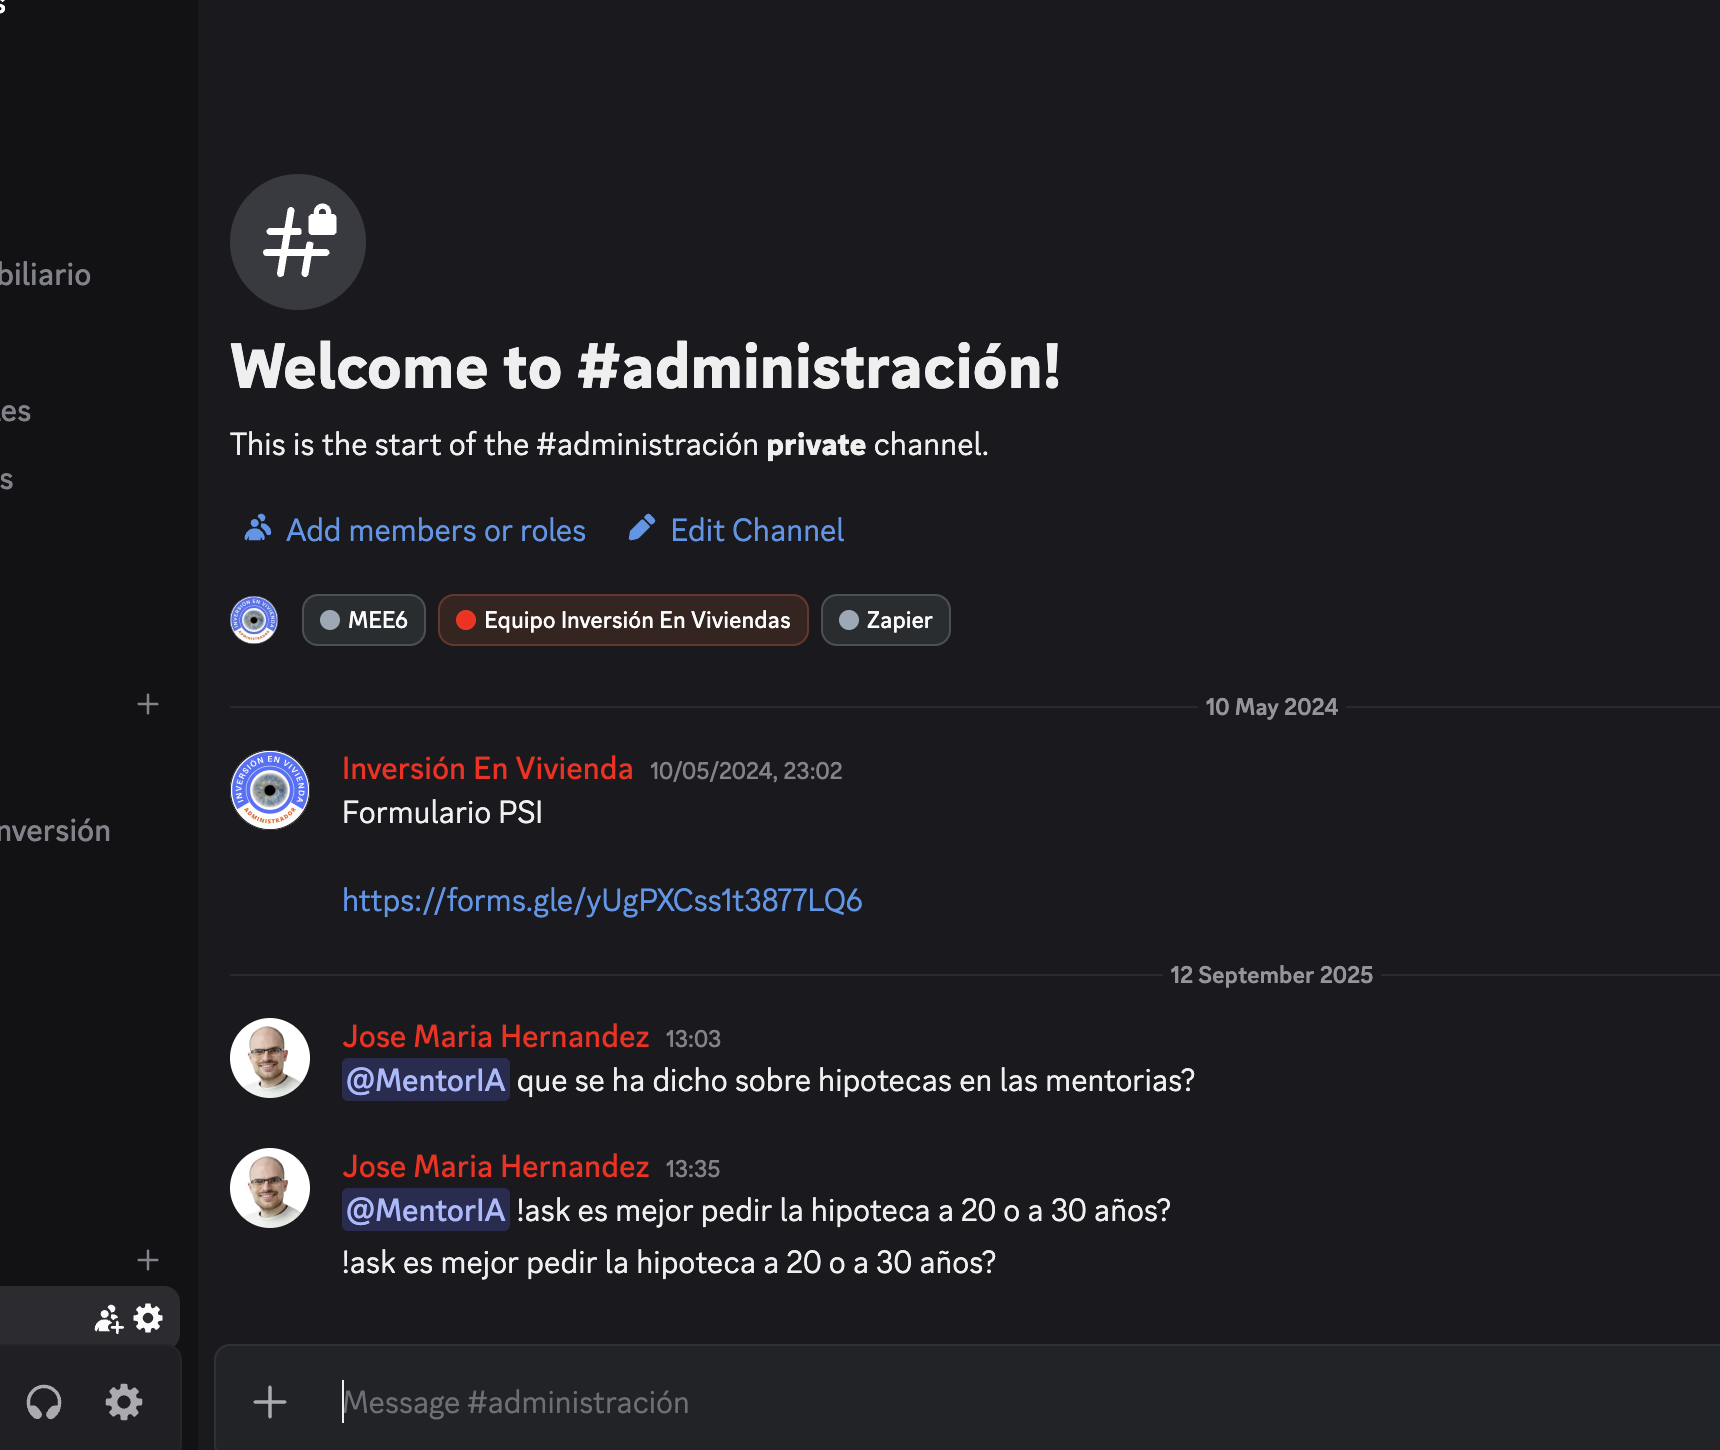 s
biliario
es
s
nversión
Welcome to #administración!
This is the start of the #administración private channel.
Add members or roles Edit Channel
MEE6 Equipo Inversión En Viviendas Zapier
10 May 2024
INVERSIÓN EN VIVIENDA
ADMINISTRADOR
Inversión En Vivienda 10/05/2024, 23:02
Formulario PSI
https://forms.gle/yUgPXCss1t3877LQ6
12 September 2025
Jose Maria Hernandez 13:03
@MentorIA que se ha dicho sobre hipotecas en las mentorias?
Jose Maria Hernandez 13:35
@MentorIA !ask es mejor pedir la hipoteca a 20 o a 30 años?
!ask es mejor pedir la hipoteca a 20 o a 30 años?
Message #administración